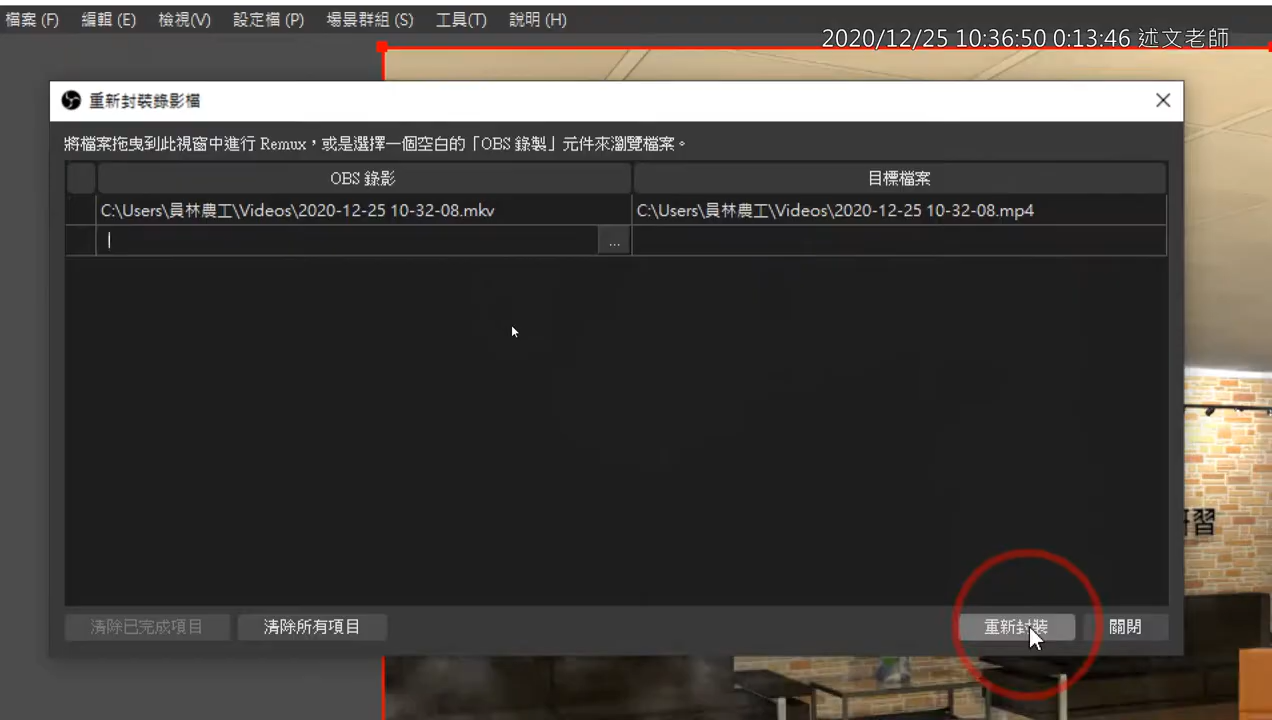 檔案 (F) 編輯 (E) 檢視(V) 設定檔 (P) 場景群組 (S) 工具(T) 說明 (H)
2020/12/25 10:36:50 0:13:46 述文老師
重新封裝錄影檔
將檔案拖曳到此視窗中進行 Remux，或是選擇一個空白的「OBS 錄製」元件來瀏覽檔案。
OBS 錄影 目標檔案
C:\Users\員林農工\Videos\2020-12-25 10-32-08.mkv C:\Users\員林農工\Videos\2020-12-25 10-32-08.mp4
...
習
清除已完成項目 清除所有項目 重新封裝 關閉